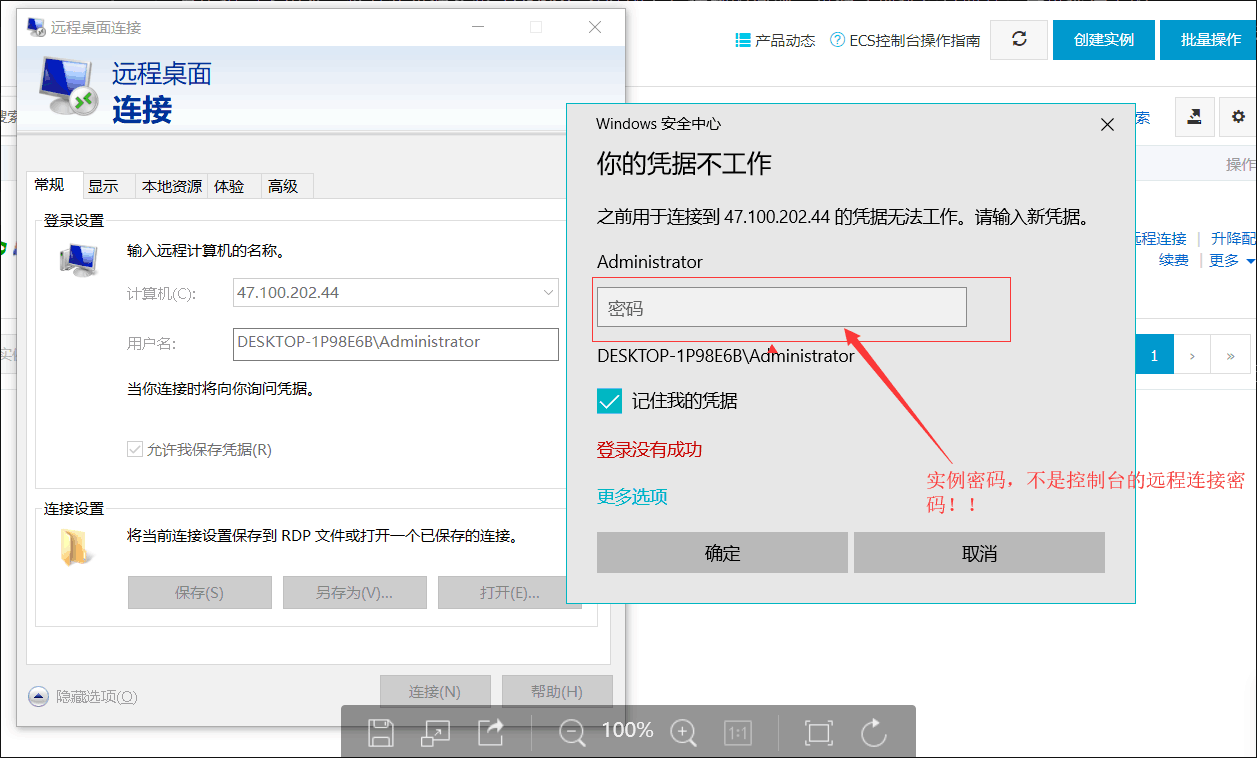 远程桌面连接
产品动态
ECS控制台操作指南
创建实例
批量操作
远程桌面
连接
搜索
索
操作
常规
显示
本地资源
体验
高级
登录设置
输入远程计算机的名称。
计算机(C):
47.100.202.44
用户名:
DESKTOP-1P98E6B\Administrator
当你连接时将向你询问凭据。
允许我保存凭据(R)
连接设置
将当前连接设置保存到 RDP 文件或打开一个已保存的连接。
保存(S)
另存为(V)...
打开(E)...
隐藏选项(O)
连接(N)
帮助(H)
Windows 安全中心
你的凭据不工作
之前用于连接到 47.100.202.44 的凭据无法工作。请输入新凭据。
Administrator
密码
DESKTOP-1P98E6B\Administrator
记住我的凭据
登录没有成功
更多选项
确定
取消
远程连接
升降配
续费
更多
1
›
»
实例密码，不是控制台的远程连接密
码！！
100%
1:1